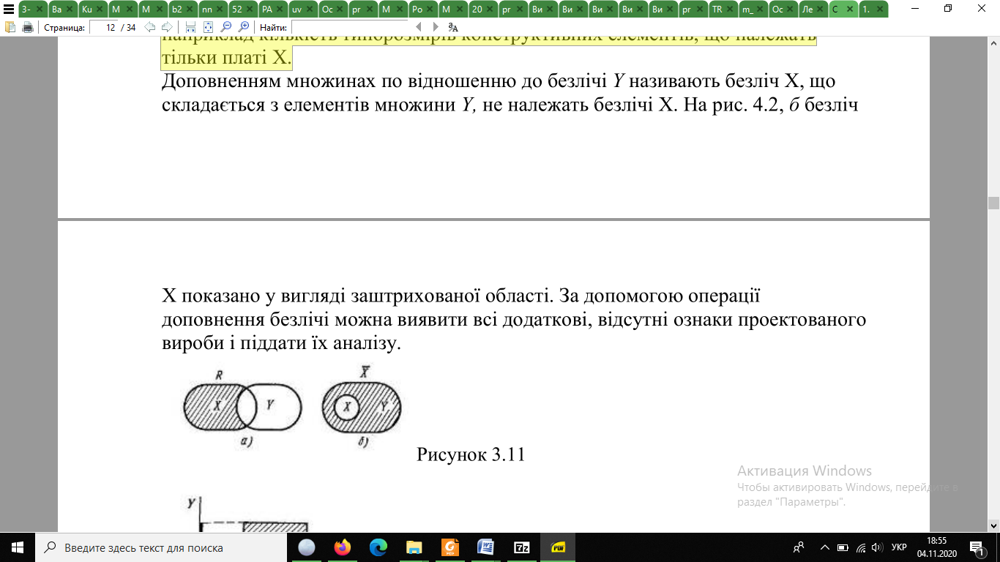 3- Ba Ku M M b2 nn 52 PA uv Oc pr M Po M 20 pr Ви Ви Ви Ви Ви pr TR m_ Oc Ле С 1.
Страница: 12 / 34 Найти:
наприклад кількість типорозмірів конструктивних елементів, що належать
тільки платі X.
Доповненням множинах по відношенню до безлічі Y називають безліч X, що
складається з елементів множини Y, не належать безлічі X. На рис. 4.2, б безліч
X показано у вигляді заштрихованої області. За допомогою операції
доповнення безлічі можна виявити всі додаткові, відсутні ознаки проектованого
вироби і піддати їх аналізу.
R X̅
X Y X Y
а) б)
Рисунок 3.11
Y
Активация Windows
Чтобы активировать Windows, перейдите в
раздел "Параметры".
Введите здесь текст для поиска
7z PDF УКР 18:55
04.11.2020 1